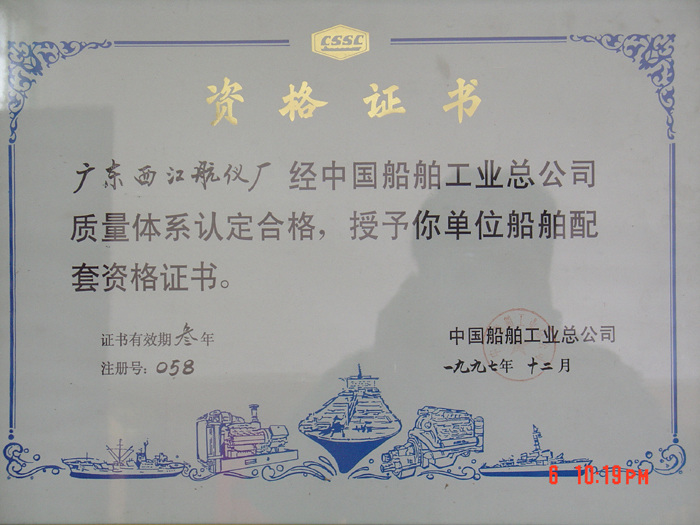 CSSC
资格证书
广东西江航仪厂 经中国船舶工业总公司
质量体系认定合格，授予你单位船舶配
套资格证书。
证书有效期 叁 年
注册号：058
中国船舶工业总公司
一九九七年 十二月
6 10:19PM